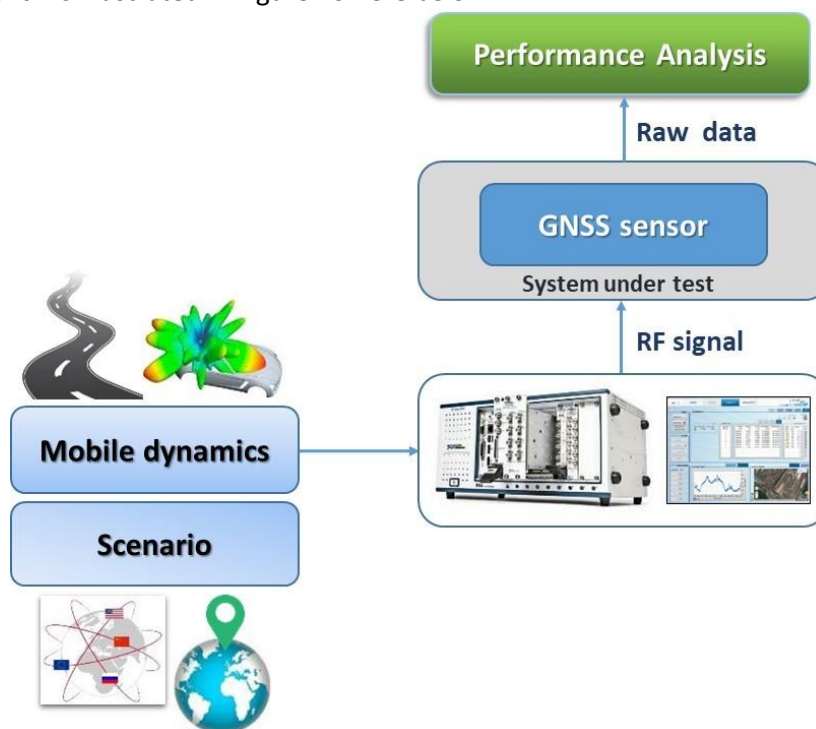 Performance Analysis
Raw data
GNSS sensor
System under test
RF signal
Mobile dynamics
Scenario